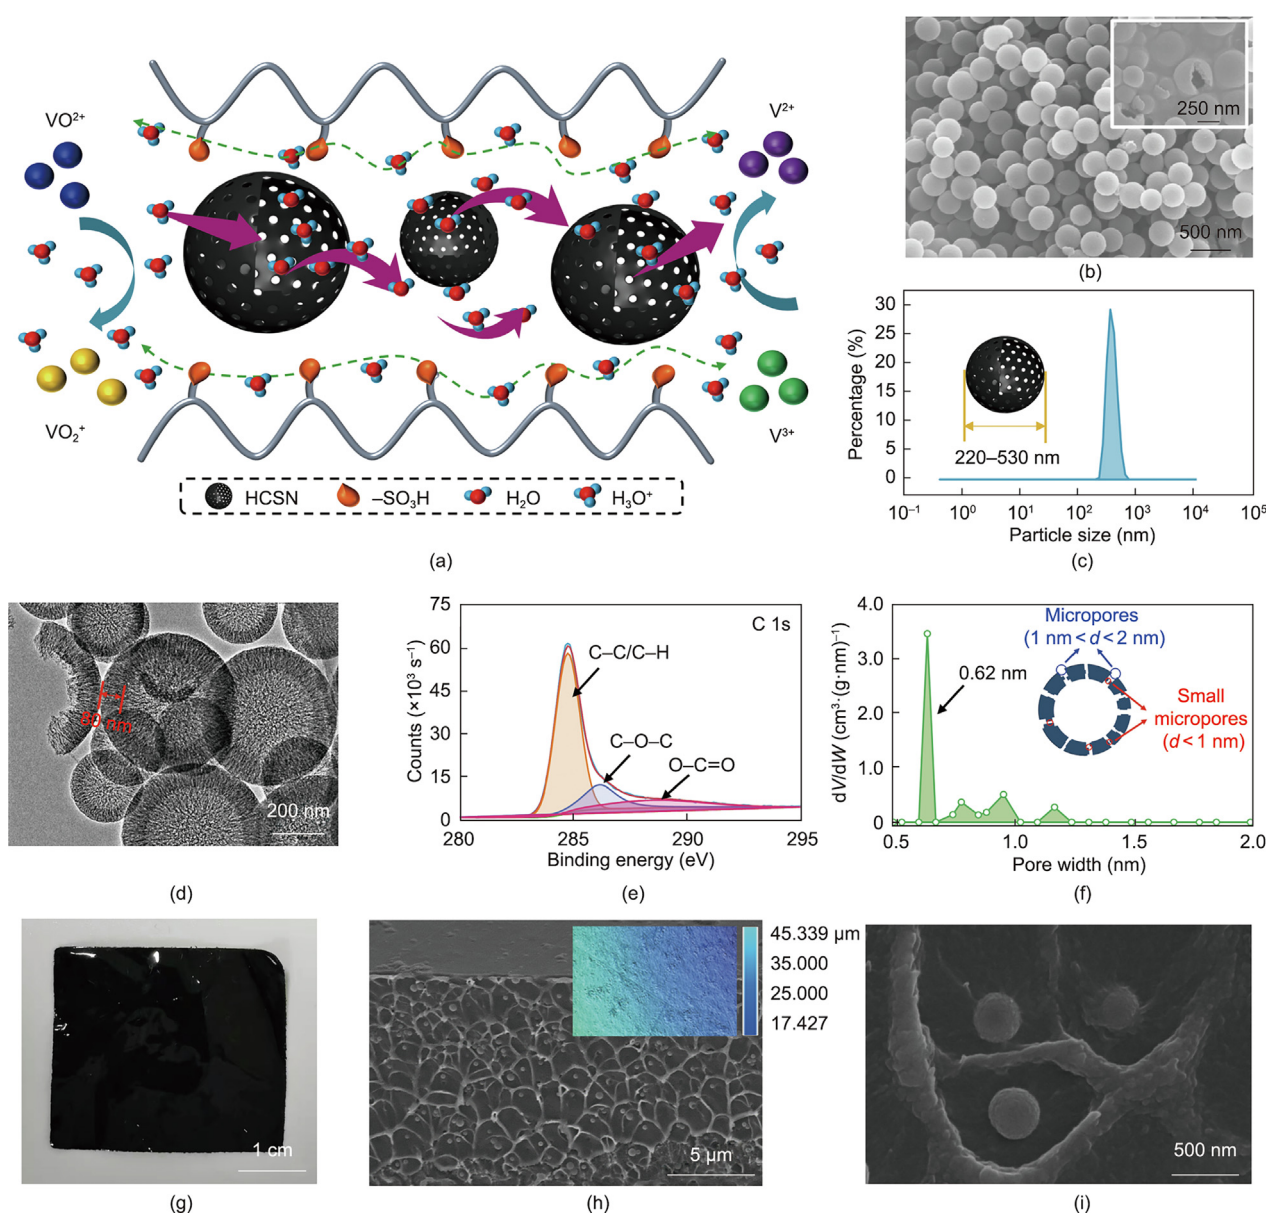 VO²⁺
V²⁺
VO₂⁺
V³⁺
HCSN
–SO₃H
H₂O
H₃O⁺
(a)
250 nm
500 nm
(b)
Percentage (%)
30
25
20
15
10
5
0
220–530 nm
10⁻¹
10⁰
10¹
10²
10³
10⁴
10⁵
Particle size (nm)
(c)
80 nm
200 nm
(d)
Counts (×10³ s⁻¹)
75
60
45
30
15
0
C 1s
C–C/C–H
C–O–C
O–C=O
280
285
290
295
Binding energy (eV)
(e)
dV/dW (cm³·(g·nm)⁻¹)
4.0
3.0
2.0
1.0
0
Micropores
(1 nm < d < 2 nm)
0.62 nm
Small
micropores
(d < 1 nm)
0.5
1.0
1.5
2.0
Pore width (nm)
(f)
1 cm
(g)
45.339 µm
35.000
25.000
17.427
5 µm
(h)
500 nm
(i)